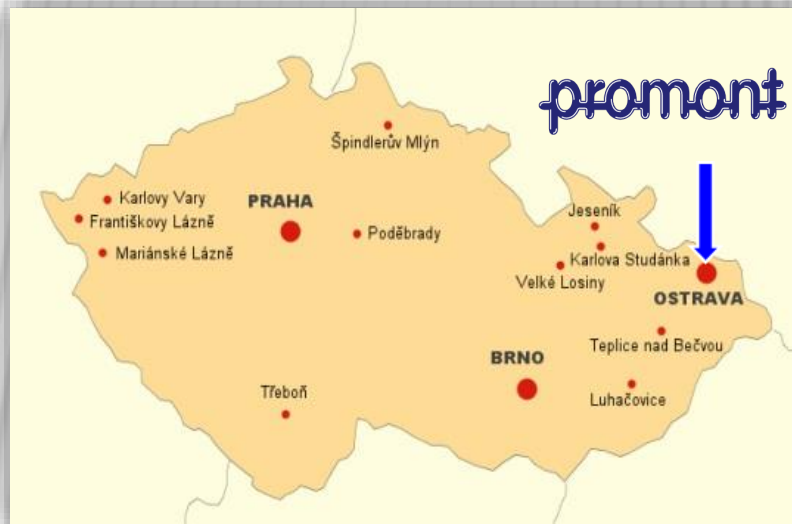 promont
Špindlerův Mlýn
Karlovy Vary
PRAHA
Jeseník
Františkovy Lázně
Poděbrady
Mariánské Lázně
Karlova Studánka
Velké Losiny
OSTRAVA
Teplice nad Bečvou
BRNO
Třeboň
Luhačovice